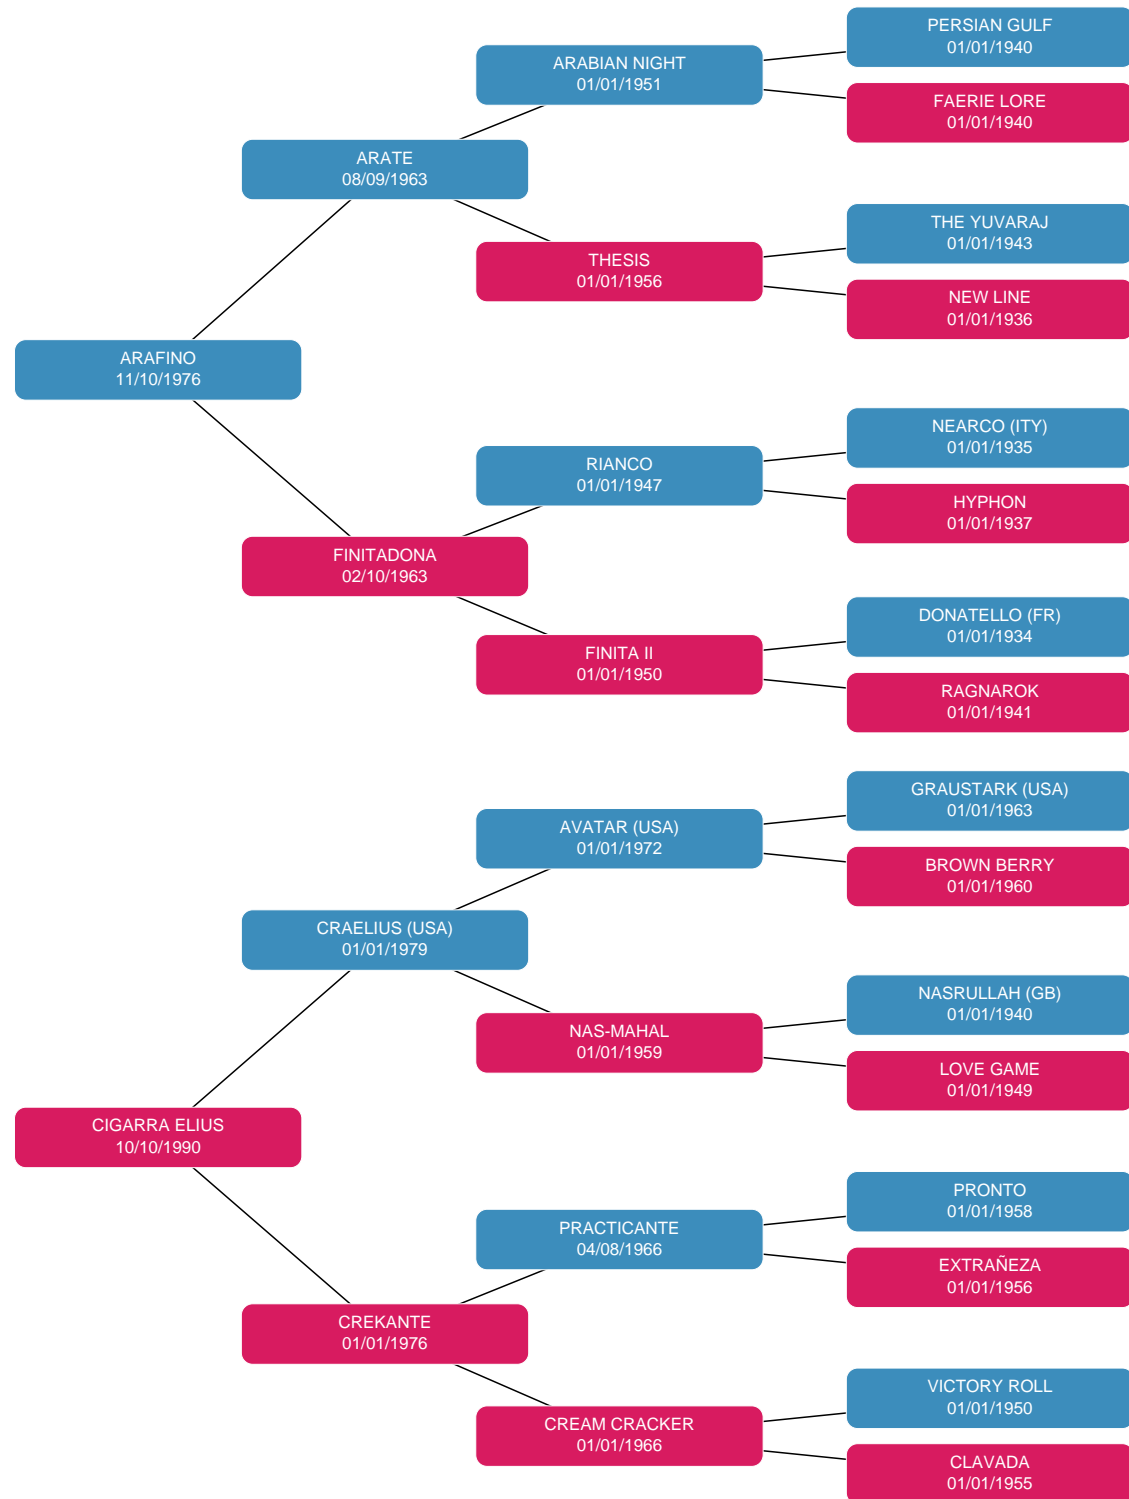 PERSIAN GULF
01/01/1940
ARABIAN NIGHT
01/01/1951
FAERIE LORE
01/01/1940
ARATE
08/09/1963
THE YUVARAJ
01/01/1943
THESIS
01/01/1956
NEW LINE
01/01/1936
ARAFINO
11/10/1976
NEARCO (ITY)
01/01/1935
RIANCO
01/01/1947
HYPHON
01/01/1937
FINITADONA
02/10/1963
DONATELLO (FR)
01/01/1934
FINITA II
01/01/1950
RAGNAROK
01/01/1941
GRAUSTARK (USA)
01/01/1963
AVATAR (USA)
01/01/1972
BROWN BERRY
01/01/1960
CRAELIUS (USA)
01/01/1979
NASRULLAH (GB)
01/01/1940
NAS-MAHAL
01/01/1959
LOVE GAME
01/01/1949
CIGARRA ELIUS
10/10/1990
PRONTO
01/01/1958
PRACTICANTE
04/08/1966
EXTRAÑEZA
01/01/1956
CREKANTE
01/01/1976
VICTORY ROLL
01/01/1950
CREAM CRACKER
01/01/1966
CLAVADA
01/01/1955